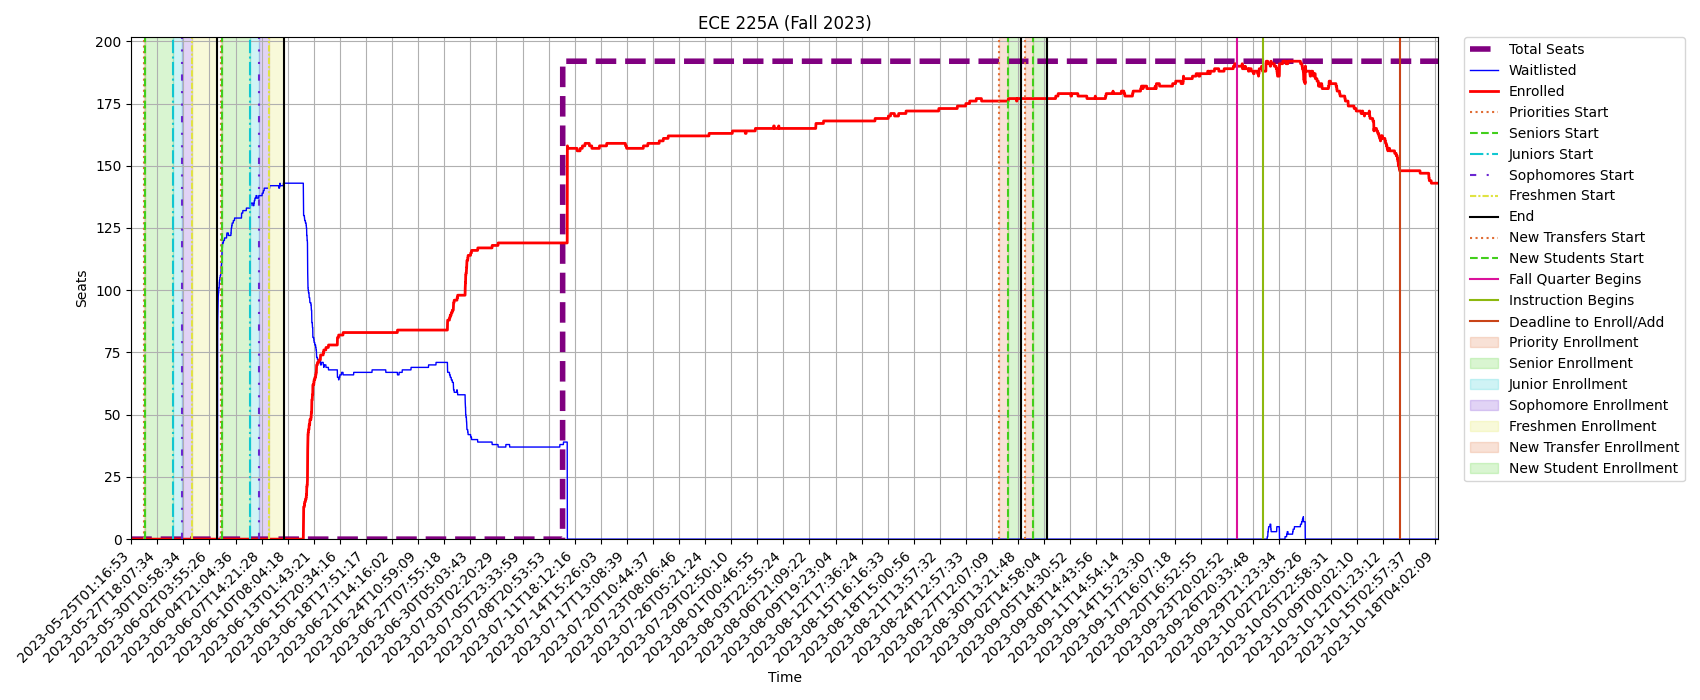 ECE 225A (Fall 2023)
Seats
200
175
150
125
100
75
50
25
0
2023-05-25T01:16:53
2023-05-27T18:07:34
2023-05-30T10:58:34
2023-06-02T03:55:26
2023-06-04T21:04:36
2023-06-07T14:21:28
2023-06-10T08:04:18
2023-06-13T01:43:21
2023-06-15T20:34:16
2023-06-18T17:51:17
2023-06-21T14:16:02
2023-06-24T10:59:09
2023-06-27T07:55:18
2023-06-30T05:03:43
2023-07-03T02:20:29
2023-07-05T23:33:59
2023-07-08T20:53:53
2023-07-11T18:12:16
2023-07-14T15:26:03
2023-07-17T13:08:39
2023-07-20T10:44:37
2023-07-23T08:06:46
2023-07-26T05:21:24
2023-07-29T02:50:10
2023-08-01T00:46:55
2023-08-03T22:55:24
2023-08-06T21:09:22
2023-08-09T19:23:04
2023-08-12T17:36:24
2023-08-15T16:16:33
2023-08-18T15:00:56
2023-08-21T13:57:32
2023-08-24T12:57:33
2023-08-27T12:07:09
2023-08-30T13:21:48
2023-09-02T14:58:04
2023-09-05T14:30:52
2023-09-08T14:43:56
2023-09-11T14:54:14
2023-09-14T15:23:30
2023-09-17T16:07:18
2023-09-20T16:52:55
2023-09-23T20:02:52
2023-09-26T20:33:48
2023-09-29T21:23:34
2023-10-02T22:05:26
2023-10-05T22:58:31
2023-10-09T00:02:10
2023-10-12T01:23:12
2023-10-15T02:57:37
2023-10-18T04:02:09
Time
Total Seats
Waitlisted
Enrolled
Priorities Start
Seniors Start
Juniors Start
Sophomores Start
Freshmen Start
End
New Transfers Start
New Students Start
Fall Quarter Begins
Instruction Begins
Deadline to Enroll/Add
Priority Enrollment
Senior Enrollment
Junior Enrollment
Sophomore Enrollment
Freshmen Enrollment
New Transfer Enrollment
New Student Enrollment